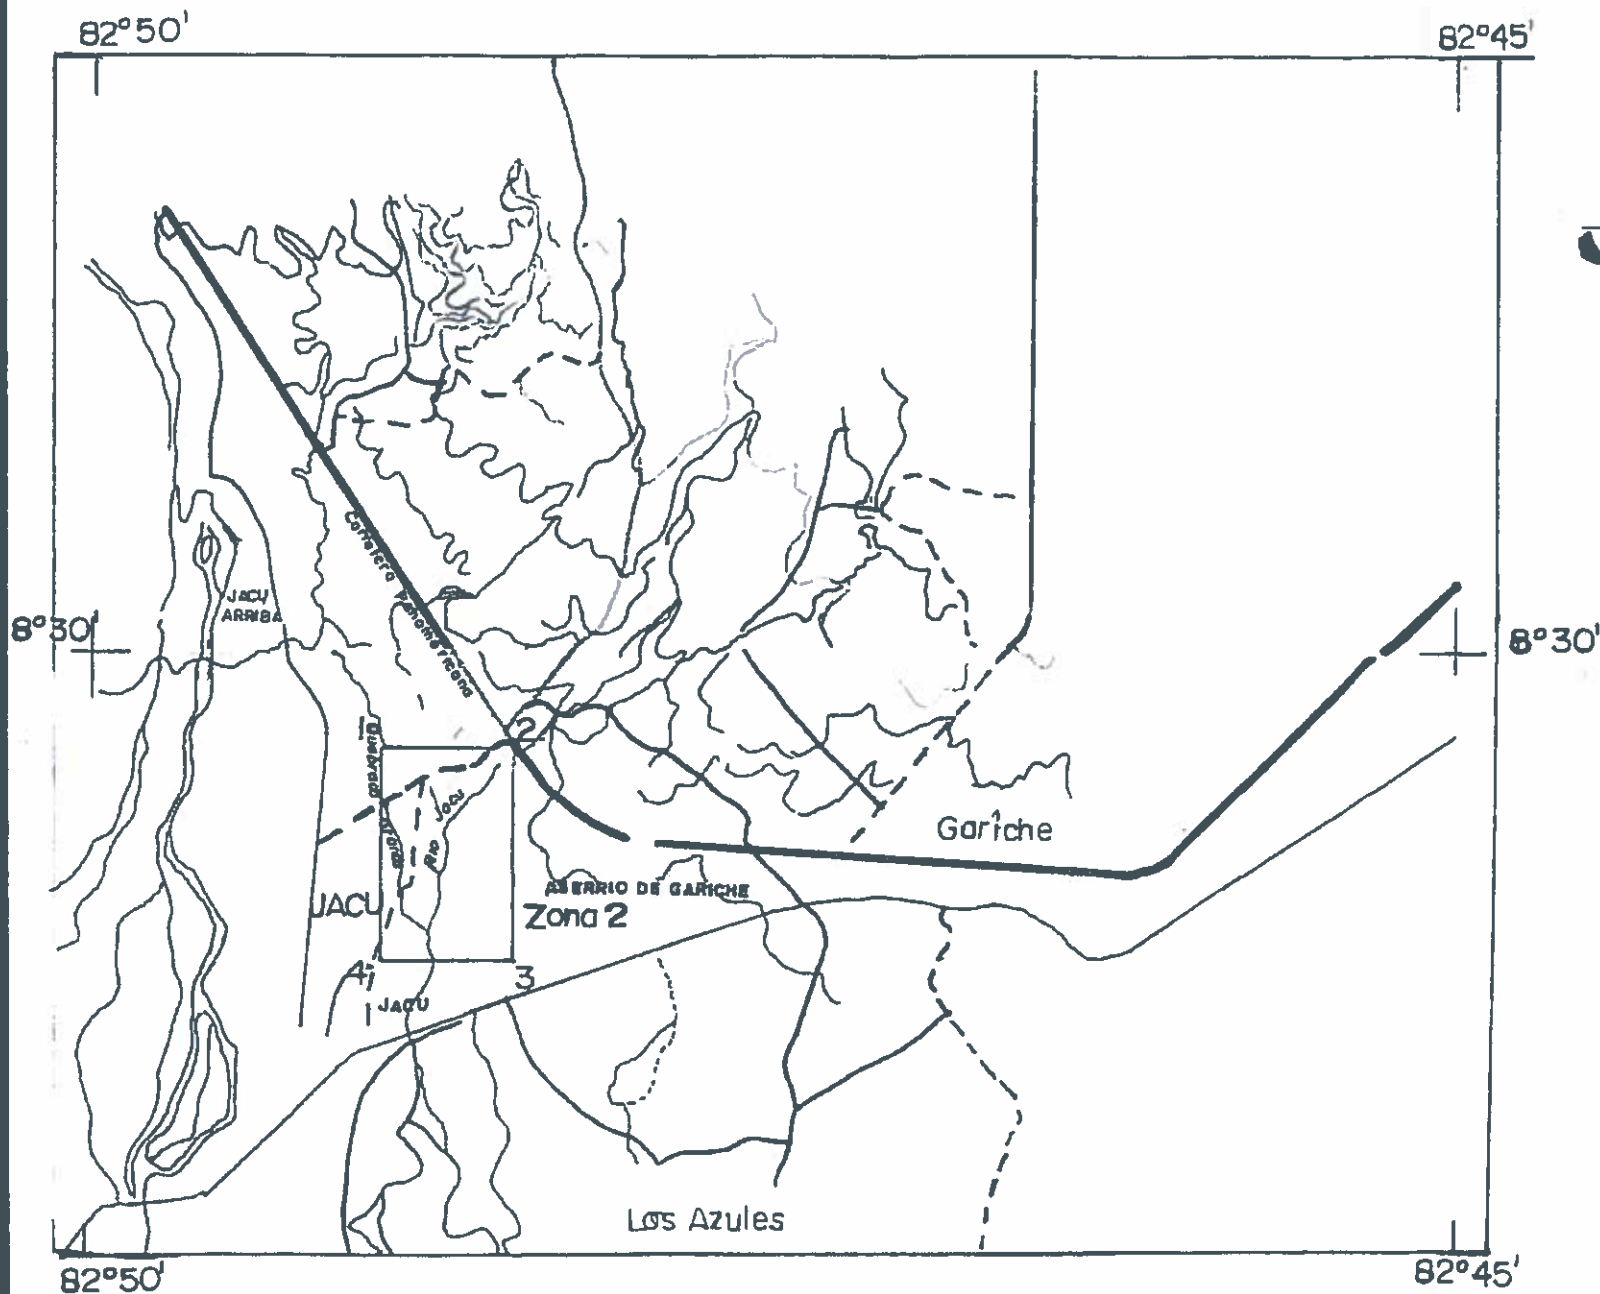 82°50'
82°45'
Carretera Panamericana
JACU
ARRIBA
8°30'
8°30'
2
Quebrada
Jacu
Rio
Gariche
ASERRIO DE GARICHE
JACU
Zona 2
4
3
JACU
Los Azules
82°50'
82°45'